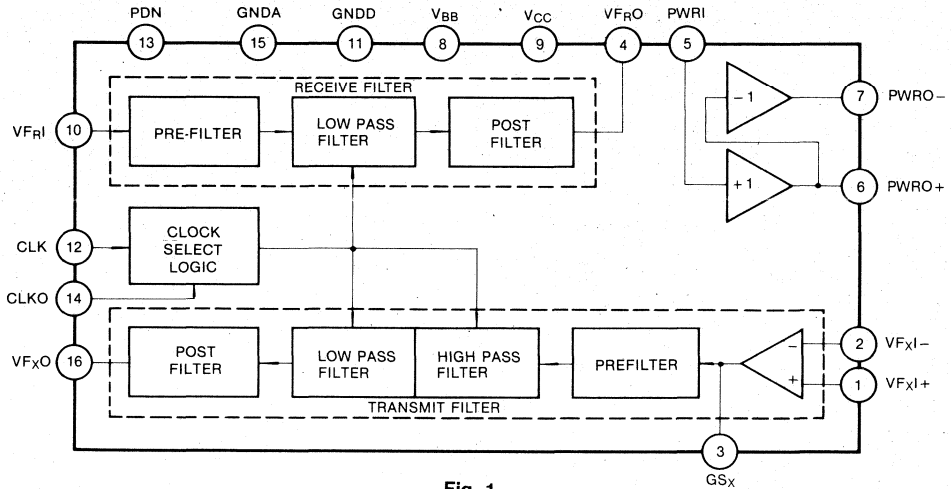 PDN GNDA GNDD VBB VCC VFRO PWRI
13 15 11 8 9 4 5
RECEIVE FILTER
VFRI 10 PRE-FILTER LOW PASS FILTER POST FILTER
-1 7 PWRO-
+1 6 PWRO+
CLK 12 CLOCK SELECT LOGIC
CLKO 14
VFXO 16 POST FILTER LOW PASS FILTER HIGH PASS FILTER PREFILTER
- 2 VFXI-
+ 1 VFXI+
TRANSMIT FILTER
3
GSX
Fig. 1